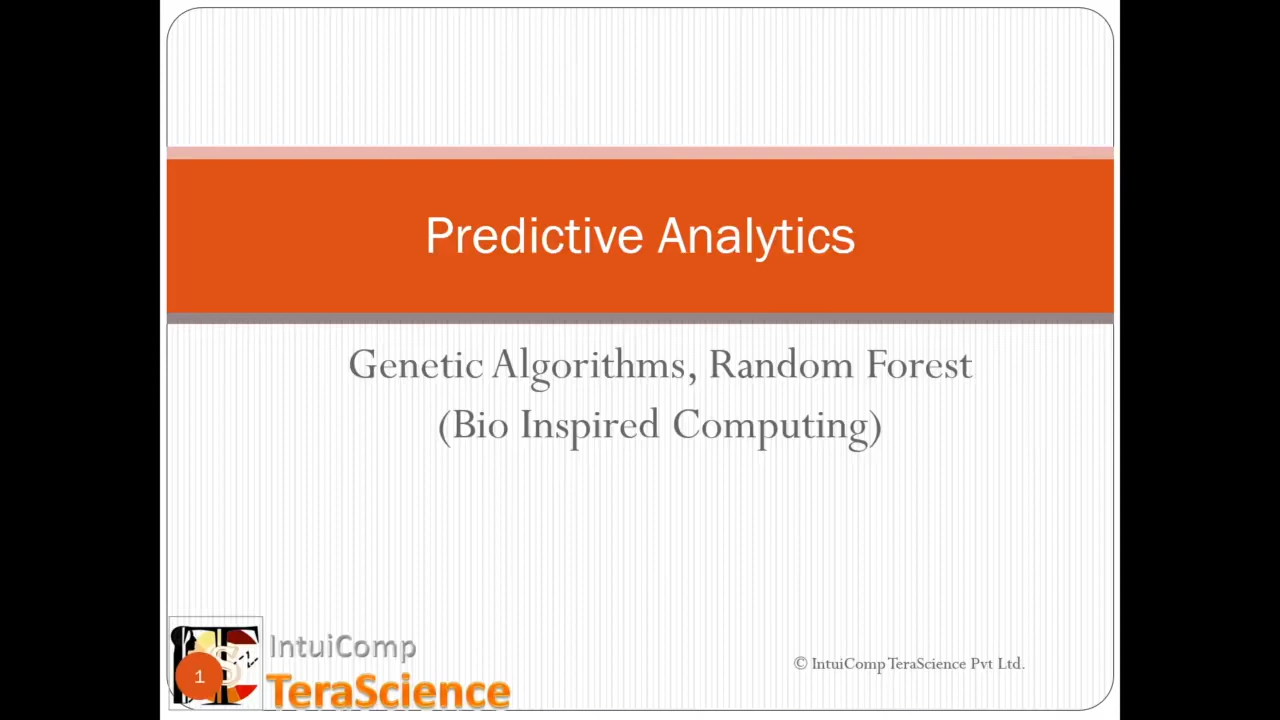 Predictive Analytics
Genetic Algorithms, Random Forest
(Bio Inspired Computing)
IntuiComp
TeraScience
1
© IntuiComp TeraScience Pvt Ltd.